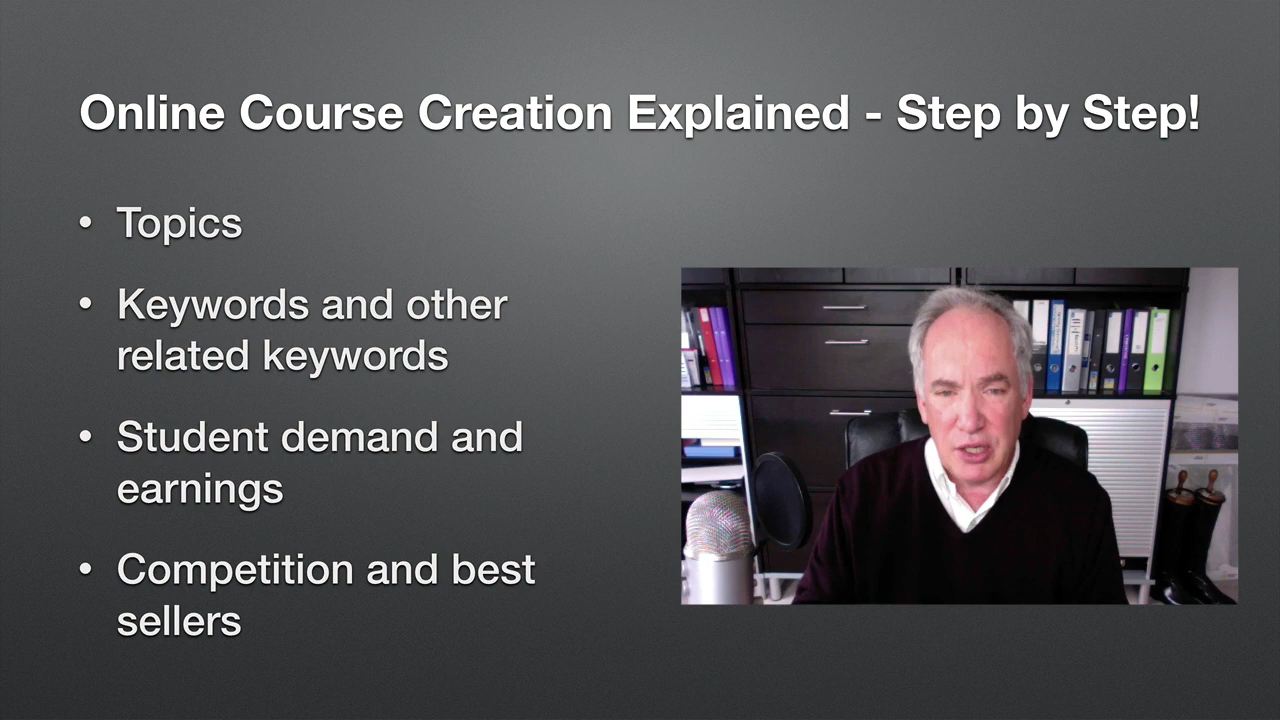 Online Course Creation Explained - Step by Step!
• Topics
• Keywords and other
related keywords
• Student demand and
earnings
• Competition and best
sellers